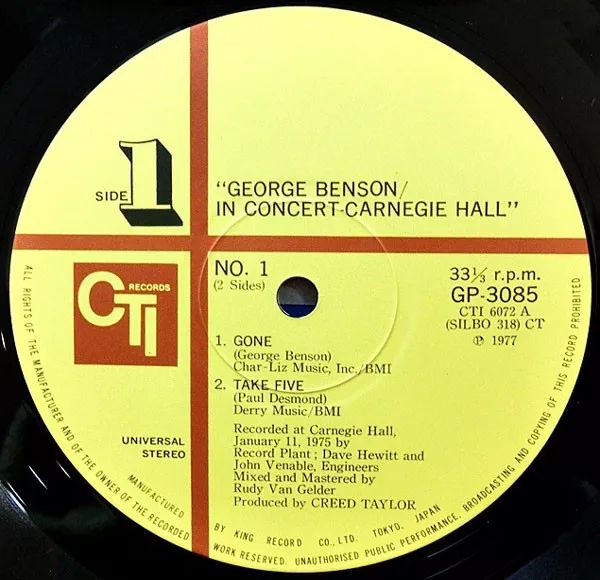 SIDE 1
"GEORGE BENSON/
IN CONCERT-CARNEGIE HALL"
CTI RECORDS
NO. 1
(2 Sides)
33⅓ r.p.m.
GP-3085
CTI 6072 A
(SILBO 318) CT
℗ 1977
1. GONE
(George Benson)
Char-Liz Music, Inc./BMI
2. TAKE FIVE
(Paul Desmond)
Derry Music/BMI
UNIVERSAL
STEREO
Recorded at Carnegie Hall,
January 11, 1975 by
Record Plant; Dave Hewitt and
John Venable, Engineers
Mixed and Mastered by
Rudy Van Gelder
Produced by CREED TAYLOR
MANUFACTURED BY KING RECORD CO., LTD. TOKYO, JAPAN
ALL RIGHTS OF THE MANUFACTURER AND OF THE OWNER OF THE RECORDED WORK RESERVED. UNAUTHORISED PUBLIC PERFORMANCE, BROADCASTING AND COPYING OF THIS RECORD PROHIBITED